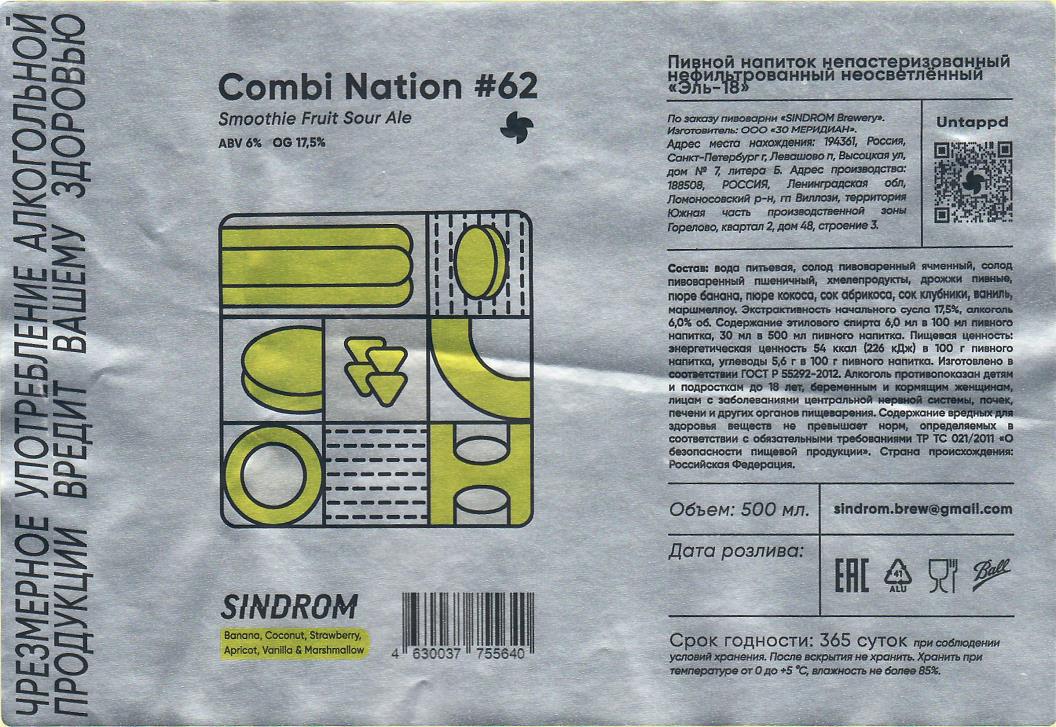 ЧРЕЗМЕРНОЕ УПОТРЕБЛЕНИЕ АЛКОГОЛЬНОЙ
ПРОДУКЦИИ ВРЕДИТ ВАШЕМУ ЗДОРОВЬЮ
Combi Nation #62
Smoothie Fruit Sour Ale
ABV 6% OG 17,5%
SINDROM
Banana, Coconut, Strawberry,
Apricot, Vanilla & Marshmallow
4 630037 755640
Пивной напиток непастеризованный
нефильтрованный неосветлённый
«Эль-18»
По заказу пивоварни «SINDROM Brewery».
Изготовитель: ООО «30 МЕРИДИАН».
Адрес места нахождения: 194361, Россия,
Санкт-Петербург г, Левашово п, Высоцкая ул,
дом № 7, литера Б. Адрес производства:
188508, РОССИЯ, Ленинградская обл,
Ломоносовский р-н, гп Виллози, территория
Южная часть производственной зоны
Горелово, квартал 2, дом 48, строение 3.
Untappd
Состав: вода питьевая, солод пивоваренный ячменный, солод
пивоваренный пшеничный, хмелепродукты, дрожжи пивные,
пюре банана, пюре кокоса, сок абрикоса, сок клубники, ваниль,
маршмеллоу. Экстрактивность начального сусла 17,5%, алкоголь
6,0% об. Содержание этилового спирта 6,0 мл в 100 мл пивного
напитка, 30 мл в 500 мл пивного напитка. Пищевая ценность:
энергетическая ценность 54 ккал (226 кДж) в 100 г пивного
напитка, углеводы 5,6 г в 100 г пивного напитка. Изготовлено в
соответствии ГОСТ Р 55292-2012. Алкоголь противопоказан детям
и подросткам до 18 лет, беременным и кормящим женщинам,
лицам с заболеваниями центральной нервной системы, почек,
печени и других органов пищеварения. Содержание вредных для
здоровья веществ не превышает норм, определяемых в
соответствии с обязательными требованиями ТР ТС 021/2011 «О
безопасности пищевой продукции». Страна происхождения:
Российская Федерация.
Объем: 500 мл.
sindrom.brew@gmail.com
Дата розлива:
EAC
41
ALU
Ball
Срок годности: 365 суток при соблюдении
условий хранения. После вскрытия не хранить. Хранить при
температуре от 0 до +5 °С, влажность не более 85%.